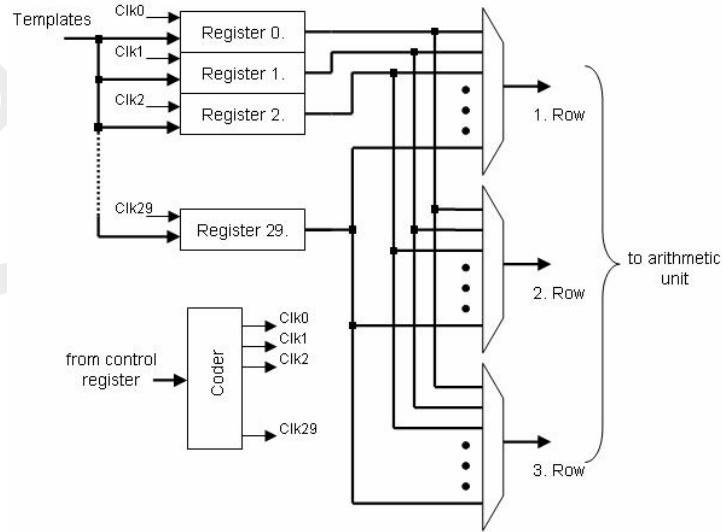 Templates
Clk0
Register 0.
Clk1
Register 1.
Clk2
Register 2.
1. Row
Clk29
Register 29.
to arithmetic
unit
2. Row
from control
register
Coder
Clk0
Clk1
Clk2
Clk29
3. Row